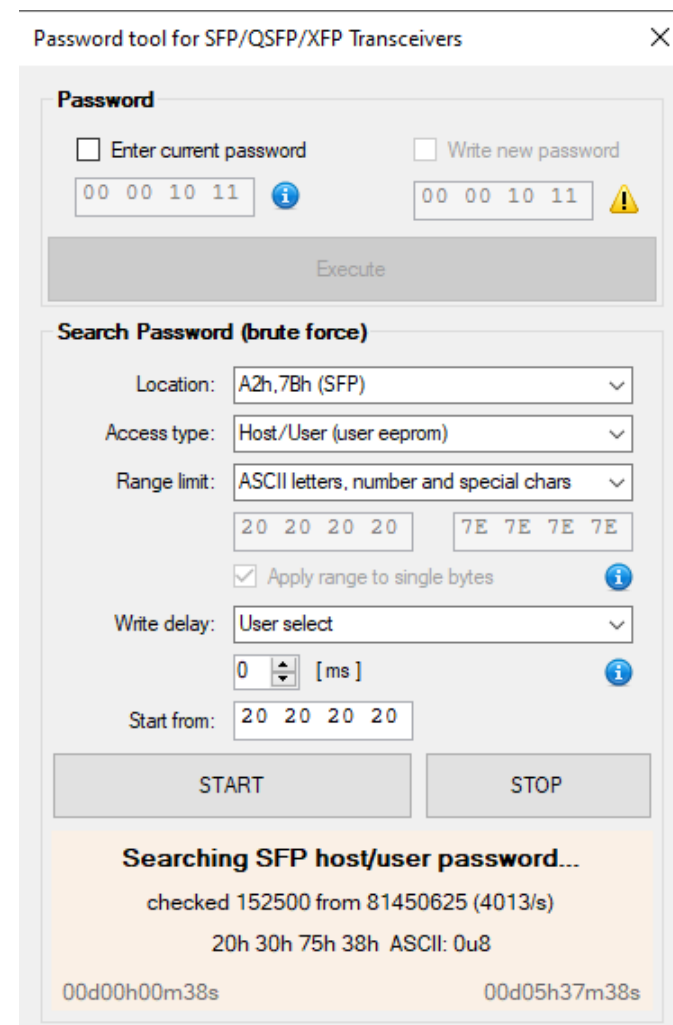 Password tool for SFP/QSFP/XFP Transceivers
Password
Enter current password Write new password
00 00 10 11 00 00 10 11
Execute
Search Password (brute force)
Location: A2h,7Bh (SFP)
Access type: Host/User (user eeprom)
Range limit: ASCII letters, number and special chars
20 20 20 20 7E 7E 7E 7E
Apply range to single bytes
Write delay: User select
0 [ ms ]
Start from: 20 20 20 20
START STOP
Searching SFP host/user password...
checked 152500 from 81450625 (4013/s)
20h 30h 75h 38h ASCII: 0u8
00d00h00m38s 00d05h37m38s